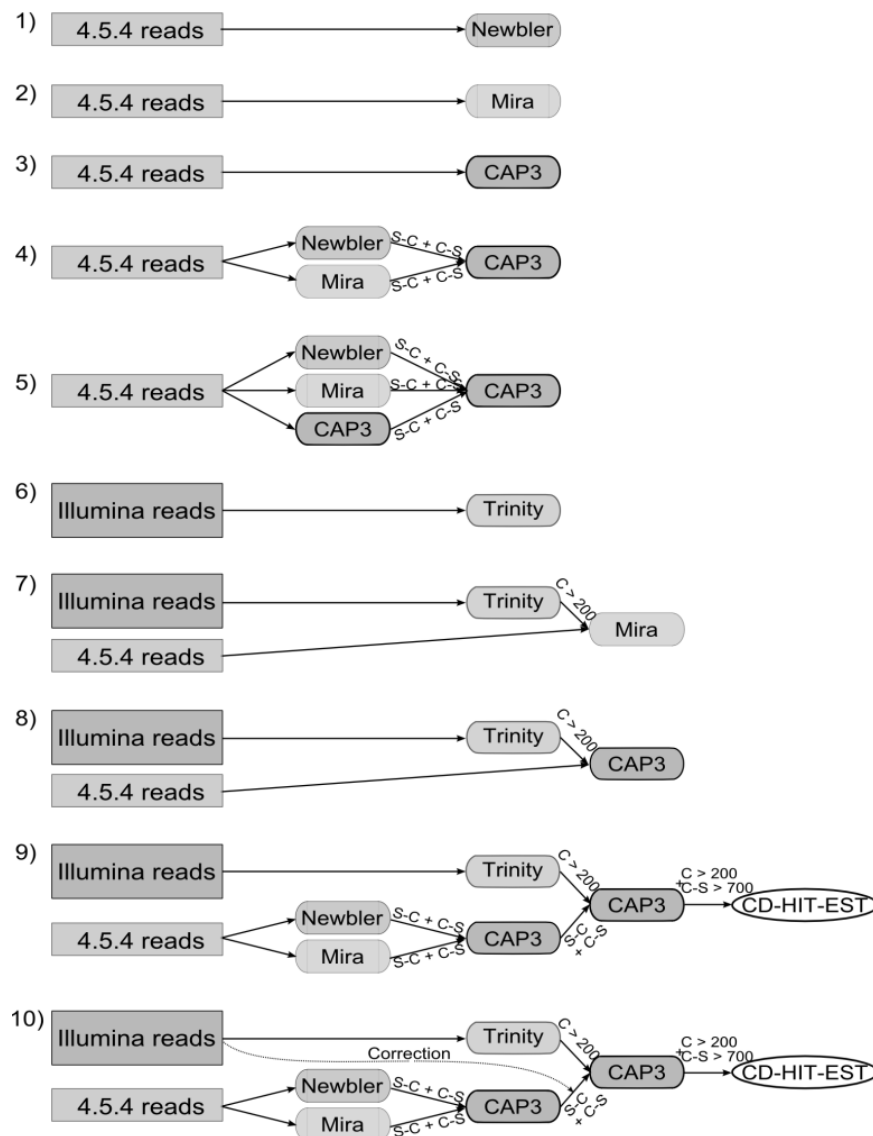 1) 4.5.4 reads Newbler
2) 4.5.4 reads Mira
3) 4.5.4 reads CAP3
4) 4.5.4 reads Newbler Mira S-C + C-S S-C + C-S CAP3
5) 4.5.4 reads Newbler Mira CAP3 S-C + C-S S-C + C-S S-C + C-S CAP3
6) Illumina reads Trinity
7) Illumina reads Trinity C > 200
4.5.4 reads Mira
8) Illumina reads Trinity C > 200
4.5.4 reads CAP3
9) Illumina reads Trinity C > 200 CAP3
+ C > 200
C-S > 700
CD-HIT-EST
4.5.4 reads Newbler Mira S-C + C-S S-C + C-S CAP3
S-C
+ C-S
10) Illumina reads Trinity C > 200 CAP3
+ C > 200
C-S > 700
CD-HIT-EST
Correction
4.5.4 reads Newbler Mira S-C + C-S S-C + C-S CAP3
S-C
+ C-S